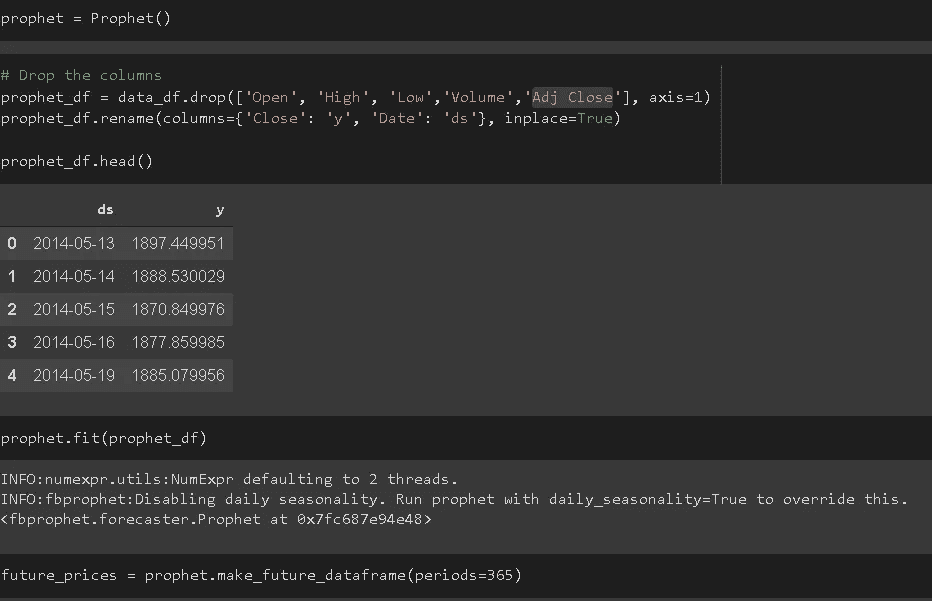 prophet = Prophet()
# Drop the columns
prophet_df = data_df.drop(['Open', 'High', 'Low','Volume','Adj Close'], axis=1)
prophet_df.rename(columns={'Close': 'y', 'Date': 'ds'}, inplace=True)
prophet_df.head()
ds y
0 2014-05-13 1897.449951
1 2014-05-14 1888.530029
2 2014-05-15 1870.849976
3 2014-05-16 1877.859985
4 2014-05-19 1885.079956
prophet.fit(prophet_df)
INFO:numexpr.utils:NumExpr defaulting to 2 threads.
INFO:fbprophet:Disabling daily seasonality. Run prophet with daily_seasonality=True to override this.
<fbprophet.forecaster.Prophet at 0x7fc687e94e48>
future_prices = prophet.make_future_dataframe(periods=365)